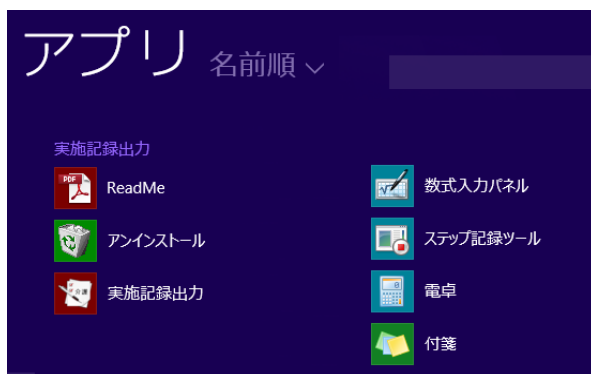 アプリ 名前順
実施記録出力
ReadMe
アンインストール
実施記録出力
数式入力パネル
ステップ記録ツール
電卓
付箋